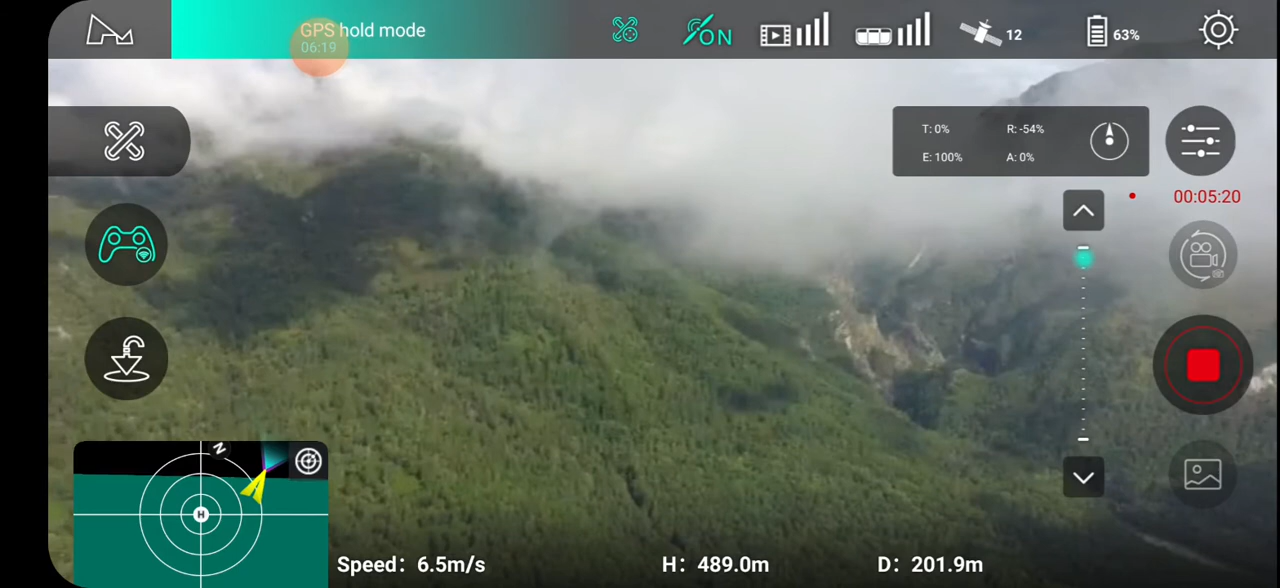 GPS hold mode
06:19
ON
12
63%
T: 0%
R: -54%
E: 100%
A: 0%
00:05:20
N
H
Speed: 6.5m/s
H: 489.0m
D: 201.9m